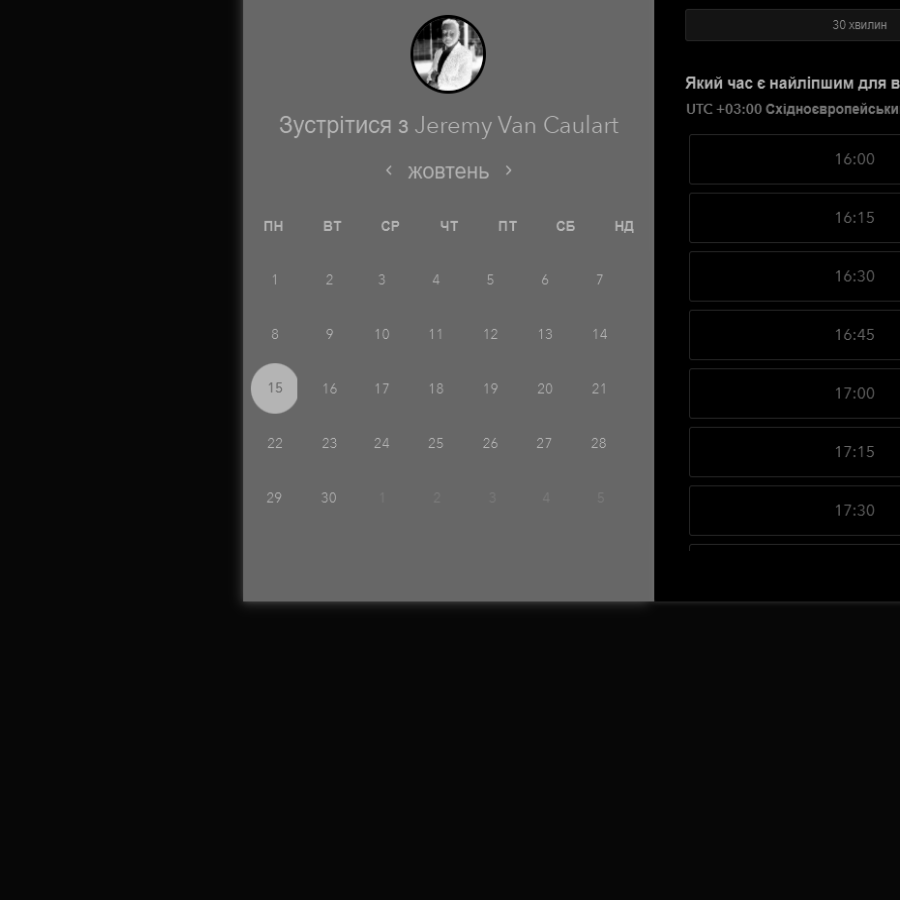 Зустрітися з Jeremy Van Caulart
‹ жовтень ›
ПН ВТ СР ЧТ ПТ СБ НД
1 2 3 4 5 6 7
8 9 10 11 12 13 14
15 16 17 18 19 20 21
22 23 24 25 26 27 28
29 30 1 2 3 4 5
30 хвилин
Який час є найліпшим для в
UTC +03:00 Східноєвропейськи
16:00
16:15
16:30
16:45
17:00
17:15
17:30